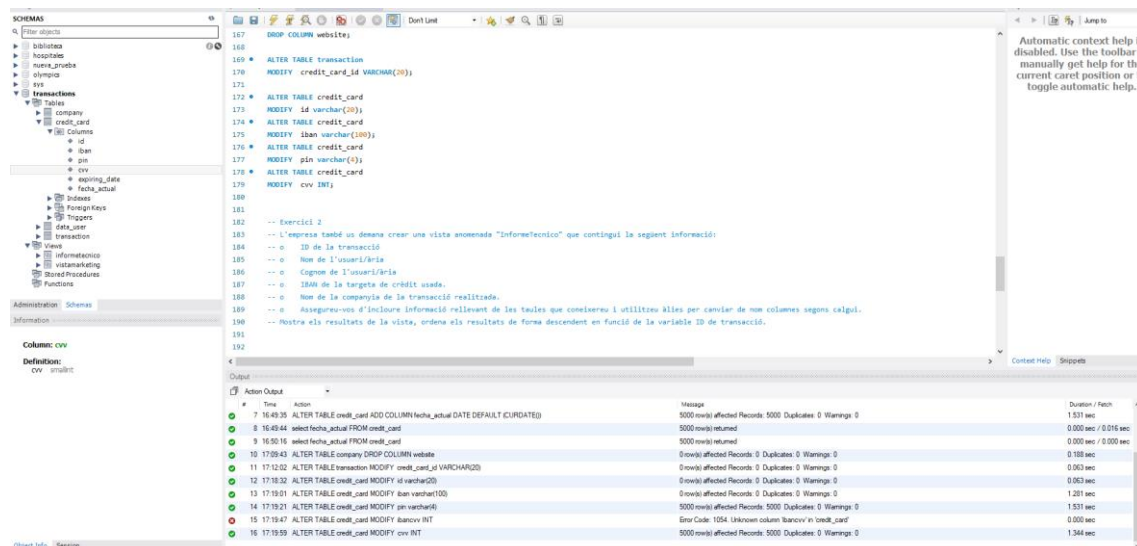 SCHEMAS
Filter objects
biblioteca
hospitales
nueva_prueba
olympics
sys
transactions
Tables
company
credit_card
Columns
id
iban
pin
cvv
expiring_date
fecha_actual
Indexes
Foreign Keys
Triggers
data_user
transaction
Views
informetecnico
vistamarketing
Stored Procedures
Functions
Administration Schemas
Information
Column: cvv
Definition:
cvv smallint
Object Info Session
Don't Limit
167 DROP COLUMN website;
168
169 ALTER TABLE transaction
170 MODIFY credit_card_id VARCHAR(20);
171
172 ALTER TABLE credit_card
173 MODIFY id varchar(20);
174 ALTER TABLE credit_card
175 MODIFY iban varchar(100);
176 ALTER TABLE credit_card
177 MODIFY pin varchar(4);
178 ALTER TABLE credit_card
179 MODIFY cvv INT;
180
181
182 -- Exercici 2
183 -- L'empresa també us demana crear una vista anomenada "InformeTecnico" que contingui la següent informació:
184 -- o ID de la transacció
185 -- o Nom de l'usuari/ària
186 -- o Cognom de l'usuari/ària
187 -- o IBAN de la targeta de crèdit usada.
188 -- o Nom de la companyia de la transacció realitzada.
189 -- o Assegureu-vos d'incloure informació rellevant de les taules que coneixereu i utilitzeu àlies per canviar de nom columnes segons calgui.
190 -- Mostra els resultats de la vista, ordena els resultats de forma descendent en funció de la variable ID de transacció.
191
192
Jump to
Automatic context help i
disabled. Use the toolbar
manually get help for th
current caret position or
toggle automatic help.
Context Help Snippets
Output
Action Output
# Time Action Message Duration / Fetch
7 16:49:35 ALTER TABLE credit_card ADD COLUMN fecha_actual DATE DEFAULT (CURDATE()) 5000 row(s) affected Records: 5000 Duplicates: 0 Warnings: 0 1.531 sec
8 16:49:44 select fecha_actual FROM credit_card 5000 row(s) returned 0.000 sec / 0.016 sec
9 16:50:16 select fecha_actual FROM credit_card 5000 row(s) returned 0.000 sec / 0.000 sec
10 17:09:43 ALTER TABLE company DROP COLUMN website 0 row(s) affected Records: 0 Duplicates: 0 Warnings: 0 0.188 sec
11 17:12:02 ALTER TABLE transaction MODIFY credit_card_id VARCHAR(20) 0 row(s) affected Records: 0 Duplicates: 0 Warnings: 0 0.063 sec
12 17:18:32 ALTER TABLE credit_card MODIFY id varchar(20) 0 row(s) affected Records: 0 Duplicates: 0 Warnings: 0 0.063 sec
13 17:19:01 ALTER TABLE credit_card MODIFY iban varchar(100) 0 row(s) affected Records: 0 Duplicates: 0 Warnings: 0 1.281 sec
14 17:19:21 ALTER TABLE credit_card MODIFY pin varchar(4) 5000 row(s) affected Records: 5000 Duplicates: 0 Warnings: 0 1.531 sec
15 17:19:47 ALTER TABLE credit_card MODIFY ibancvv INT Error Code: 1054. Unknown column 'ibancvv' in 'credit_card' 0.000 sec
16 17:19:59 ALTER TABLE credit_card MODIFY cvv INT 5000 row(s) affected Records: 5000 Duplicates: 0 Warnings: 0 1.344 sec